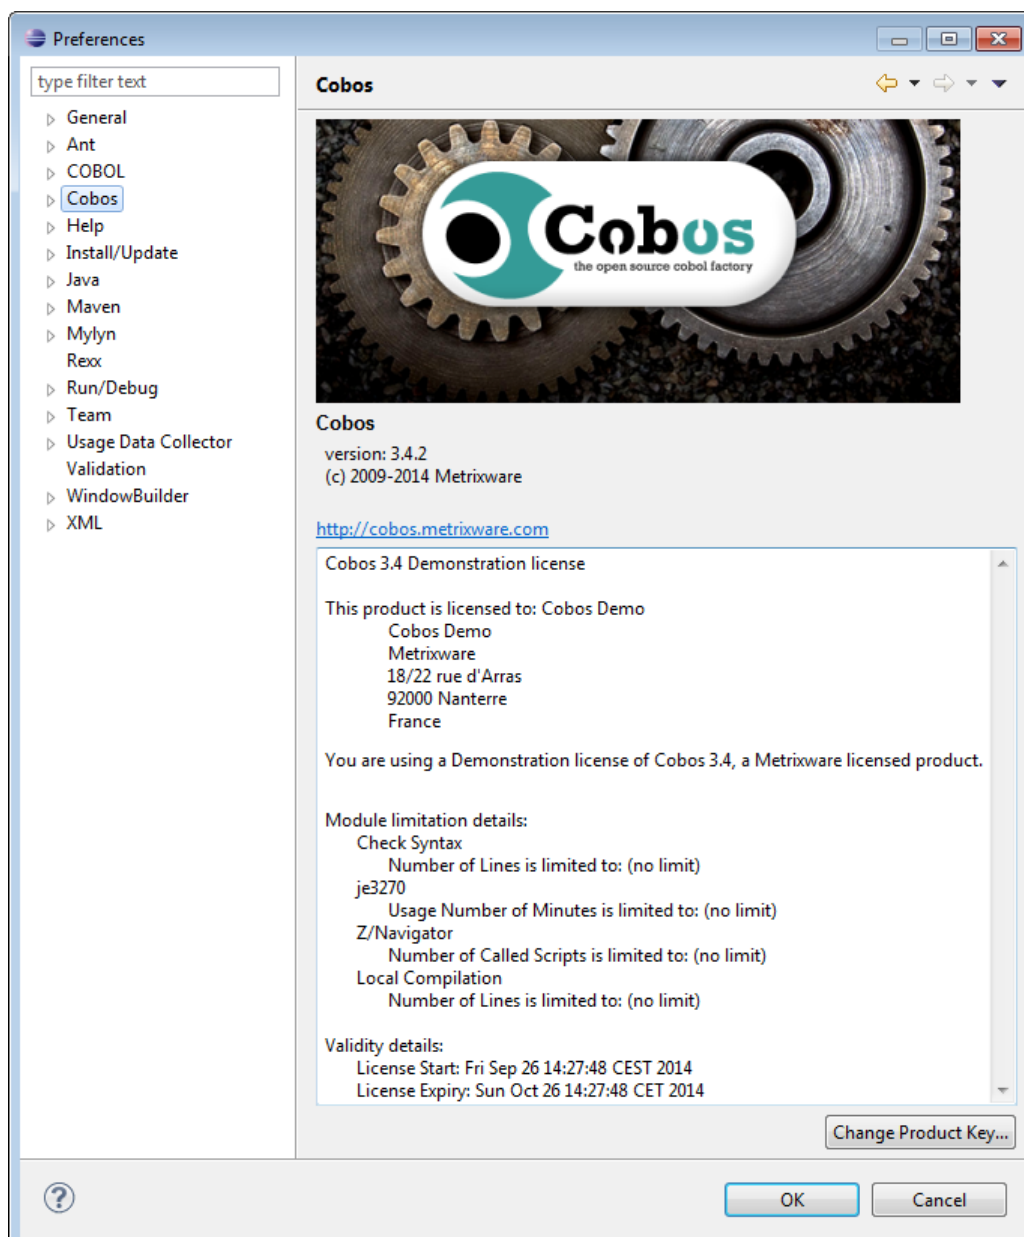 Preferences
type filter text
General
Ant
COBOL
Cobos
Help
Install/Update
Java
Maven
Mylyn
Rexx
Run/Debug
Team
Usage Data Collector
Validation
WindowBuilder
XML
Cobos
Cobos
the open source cobol factory
Cobos
version: 3.4.2
(c) 2009-2014 Metrixware
http://cobos.metrixware.com
Cobos 3.4 Demonstration license
This product is licensed to: Cobos Demo
Cobos Demo
Metrixware
18/22 rue d'Arras
92000 Nanterre
France
You are using a Demonstration license of Cobos 3.4, a Metrixware licensed product.
Module limitation details:
Check Syntax
Number of Lines is limited to: (no limit)
je3270
Usage Number of Minutes is limited to: (no limit)
Z/Navigator
Number of Called Scripts is limited to: (no limit)
Local Compilation
Number of Lines is limited to: (no limit)
Validity details:
License Start: Fri Sep 26 14:27:48 CEST 2014
License Expiry: Sun Oct 26 14:27:48 CET 2014
Change Product Key...
?
OK
Cancel